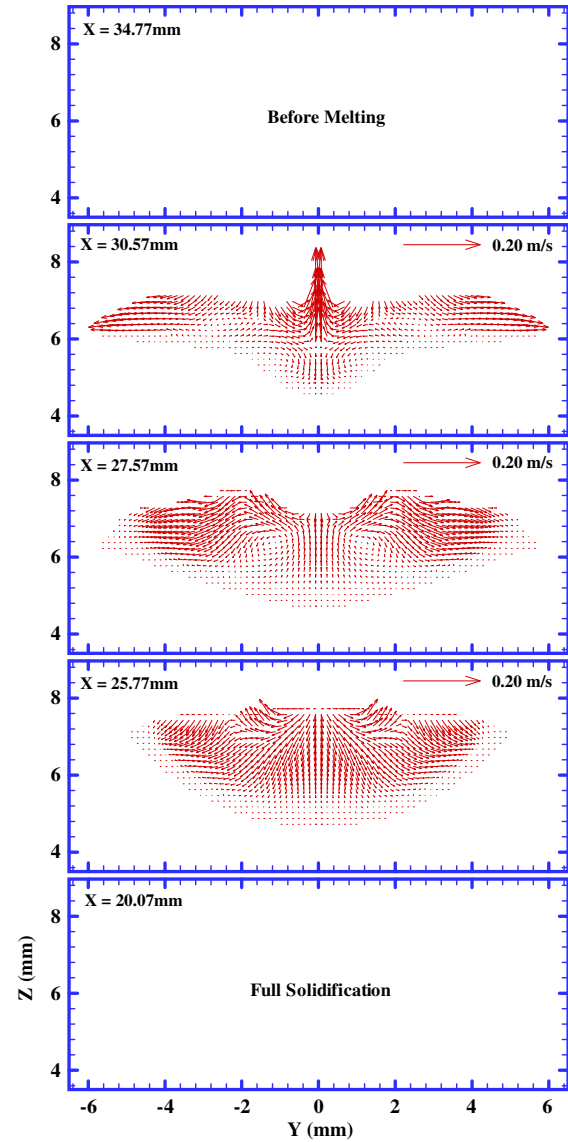 X = 34.77mm
8
Before Melting
6
4
X = 30.57mm
0.20 m/s
8
6
4
X = 27.57mm
0.20 m/s
8
6
4
X = 25.77mm
0.20 m/s
8
6
4
X = 20.07mm
8
Full Solidification
6
Z (mm)
4
-6 -4 -2 0 2 4 6
Y (mm)